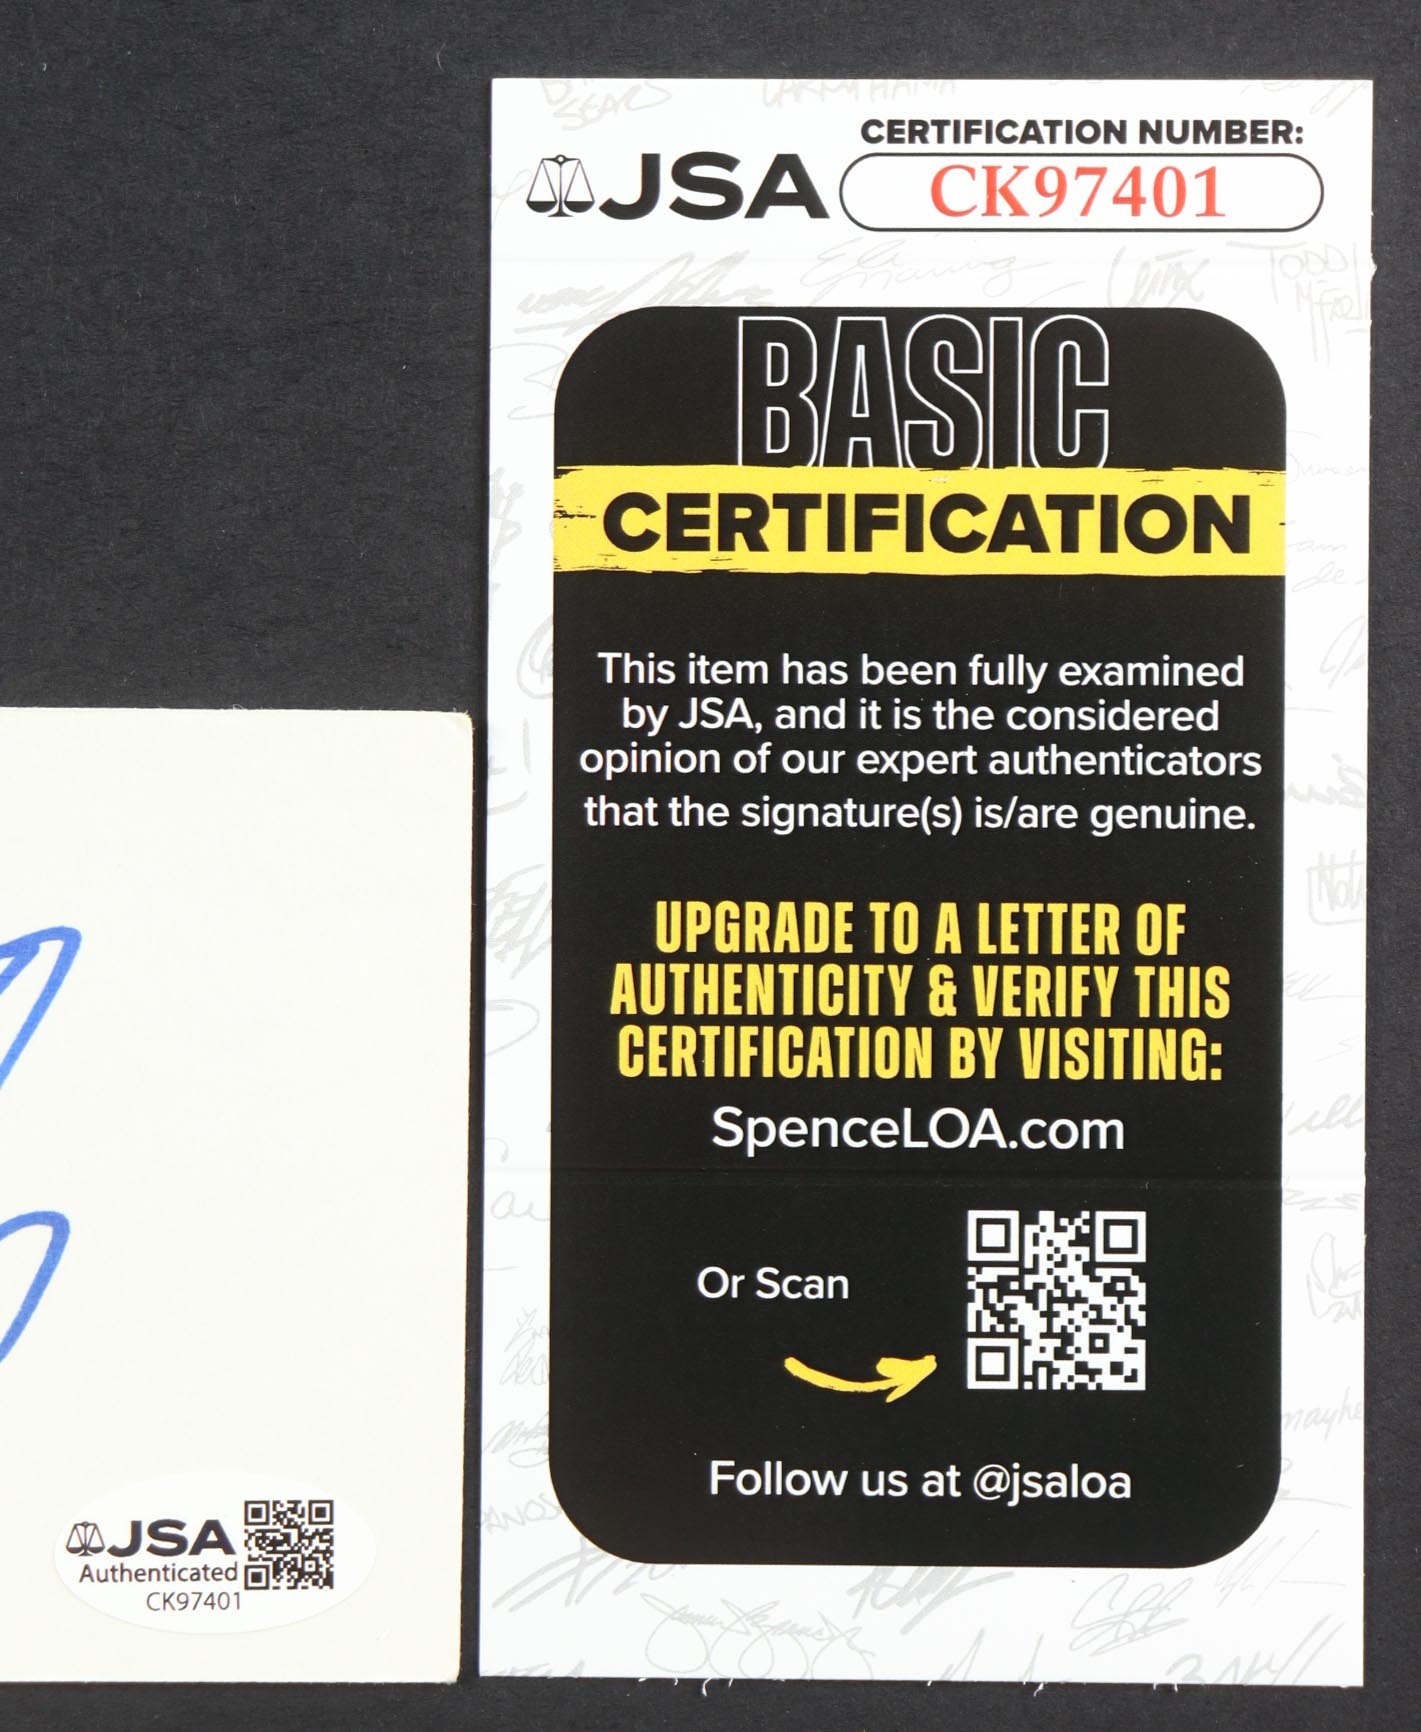 CERTIFICATION NUMBER:
JSA
CK97401
BASIC
CERTIFICATION
This item has been fully examined
by JSA, and it is the considered
opinion of our expert authenticators
that the signature(s) is/are genuine.
UPGRADE TO A LETTER OF
AUTHENTICITY & VERIFY THIS
CERTIFICATION BY VISITING:
SpenceLOA.com
Or Scan
Follow us at @jsaloa
JSA
Authenticated
CK97401